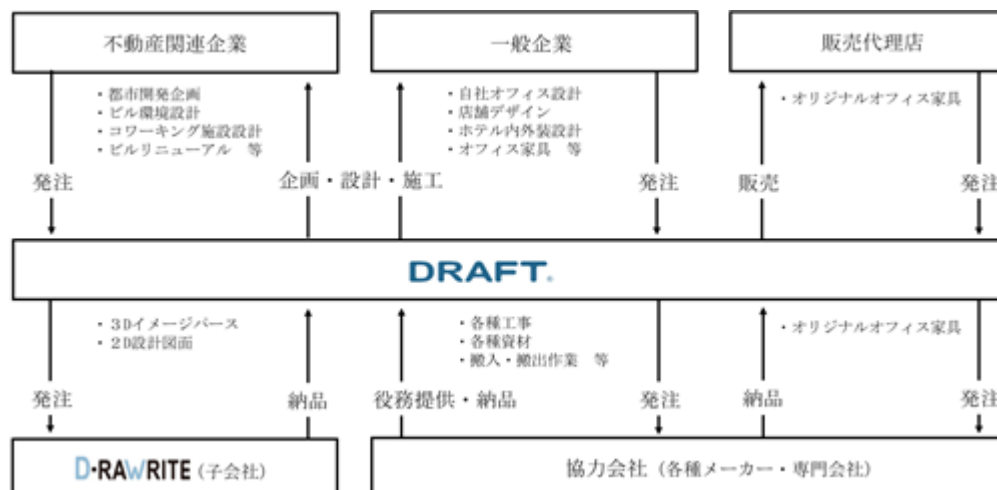 不動産関連企業
一般企業
販売代理店
・都市開発企画
・ビル環境設計
・コワーキング施設設計
・ビルリニューアル 等
・自社オフィス設計
・店舗デザイン
・ホテル内外装設計
・オフィス家具 等
・オリジナルオフィス家具
発注
企画・設計・施工
発注
販売
発注
DRAFT.
・3Dイメージパース
・2D設計図面
・各種工事
・各種資材
・搬入・搬出作業 等
・オリジナルオフィス家具
発注
納品
役務提供・納品
発注
納品
発注
D・RAWRITE (子会社)
協力会社 (各種メーカー・専門会社)